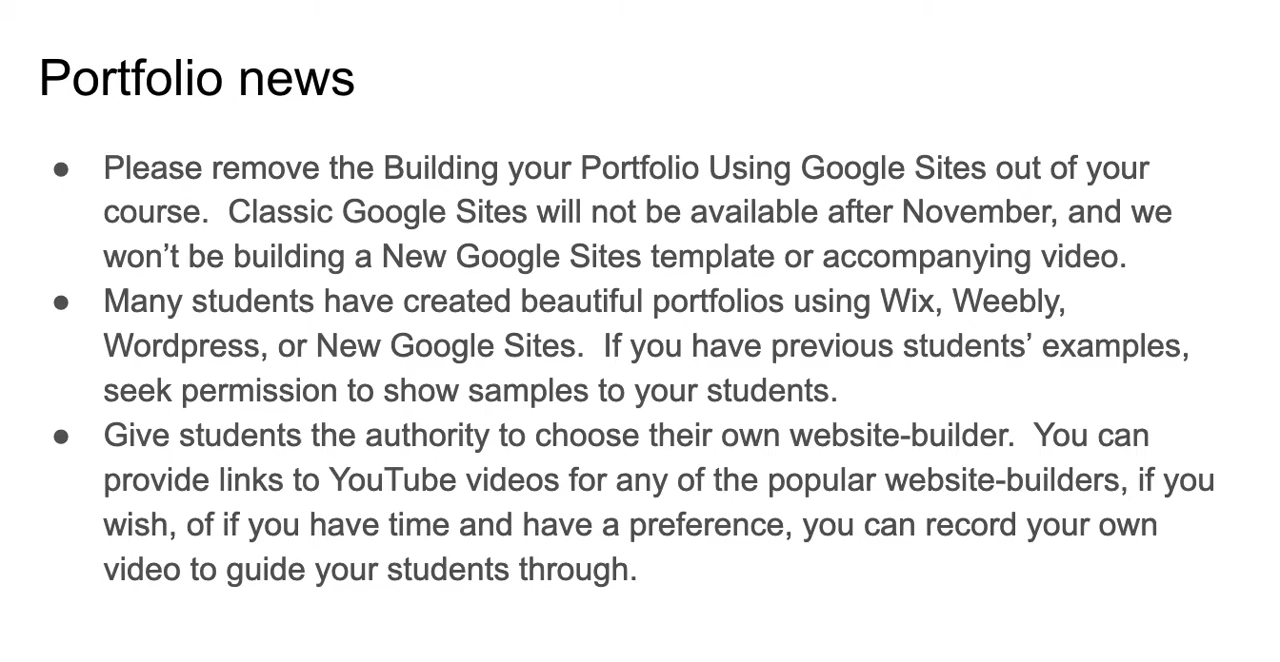 Portfolio news
● Please remove the Building your Portfolio Using Google Sites out of your
course.  Classic Google Sites will not be available after November, and we
won’t be building a New Google Sites template or accompanying video.
● Many students have created beautiful portfolios using Wix, Weebly,
Wordpress, or New Google Sites.  If you have previous students’ examples,
seek permission to show samples to your students.
● Give students the authority to choose their own website-builder.  You can
provide links to YouTube videos for any of the popular website-builders, if you
wish, of if you have time and have a preference, you can record your own
video to guide your students through.